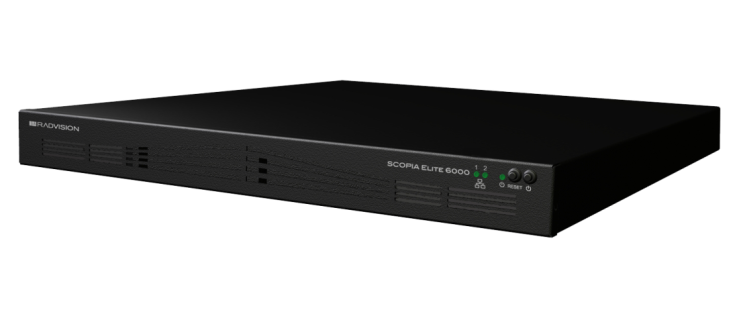 RADVISION
SCOPIA ELITE 6000
1 2
RESET